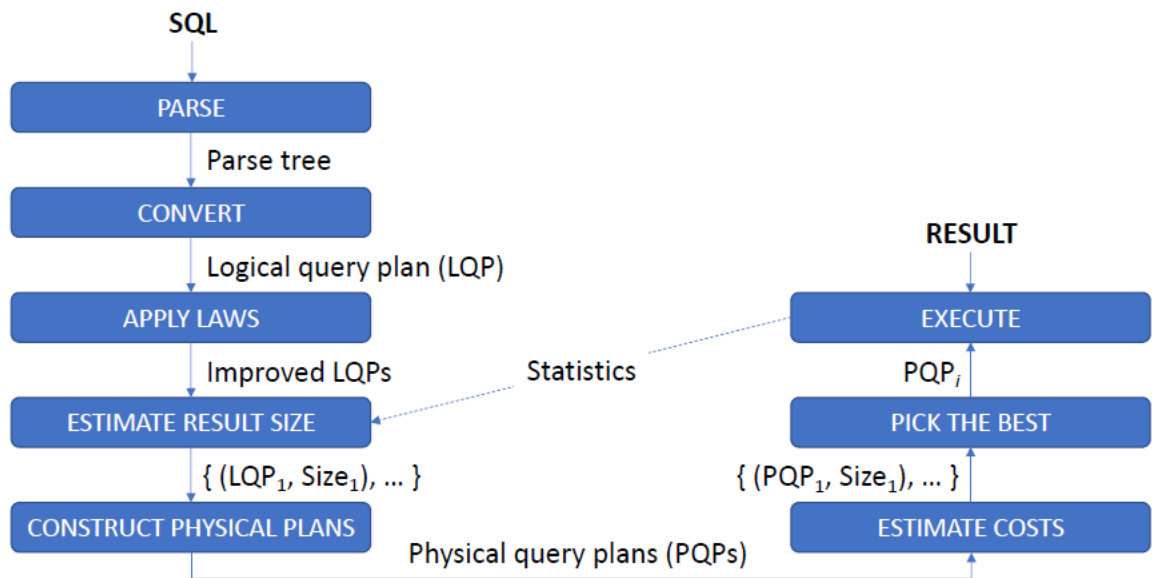 SQL
PARSE
Parse tree
CONVERT
Logical query plan (LQP)
APPLY LAWS
Improved LQPs
ESTIMATE RESULT SIZE
{ (LQP₁, Size₁), ... }
CONSTRUCT PHYSICAL PLANS
Physical query plans (PQPs)
Statistics
RESULT
EXECUTE
PQPᵢ
PICK THE BEST
{ (PQP₁, Size₁), ... }
ESTIMATE COSTS